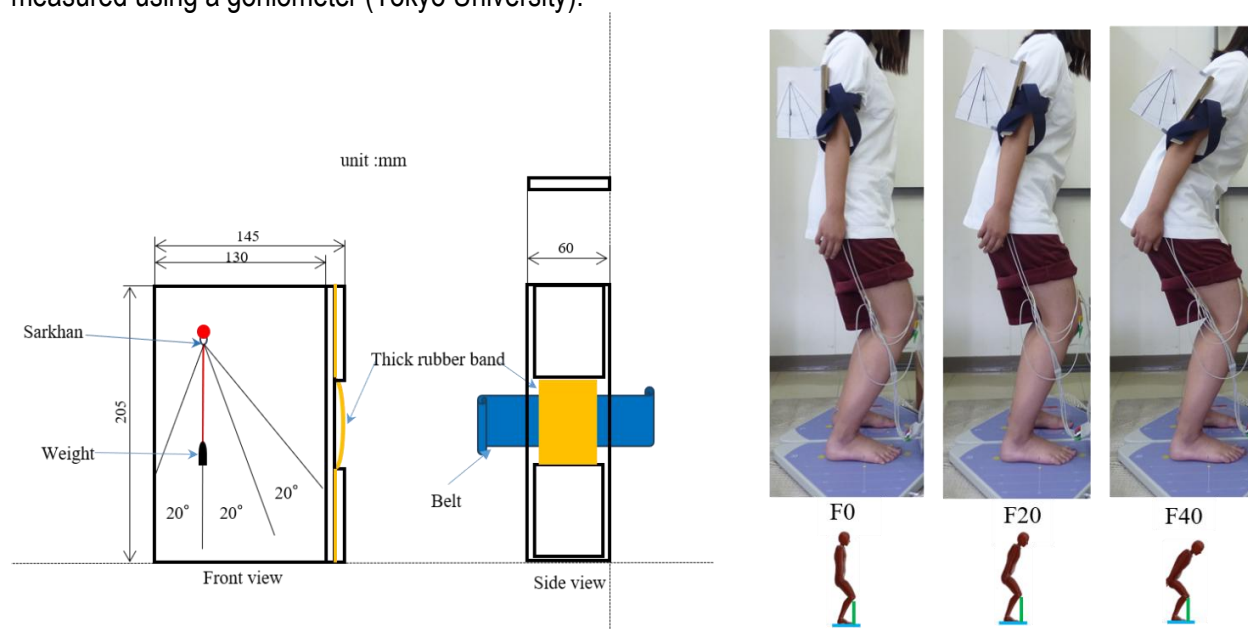 measured using a goniometer (Tokyo University).
unit :mm
145
130
60
Sarkhan
Thick rubber band
205
Weight
20°
20°
20°
Belt
Front view
Side view
F0
F20
F40